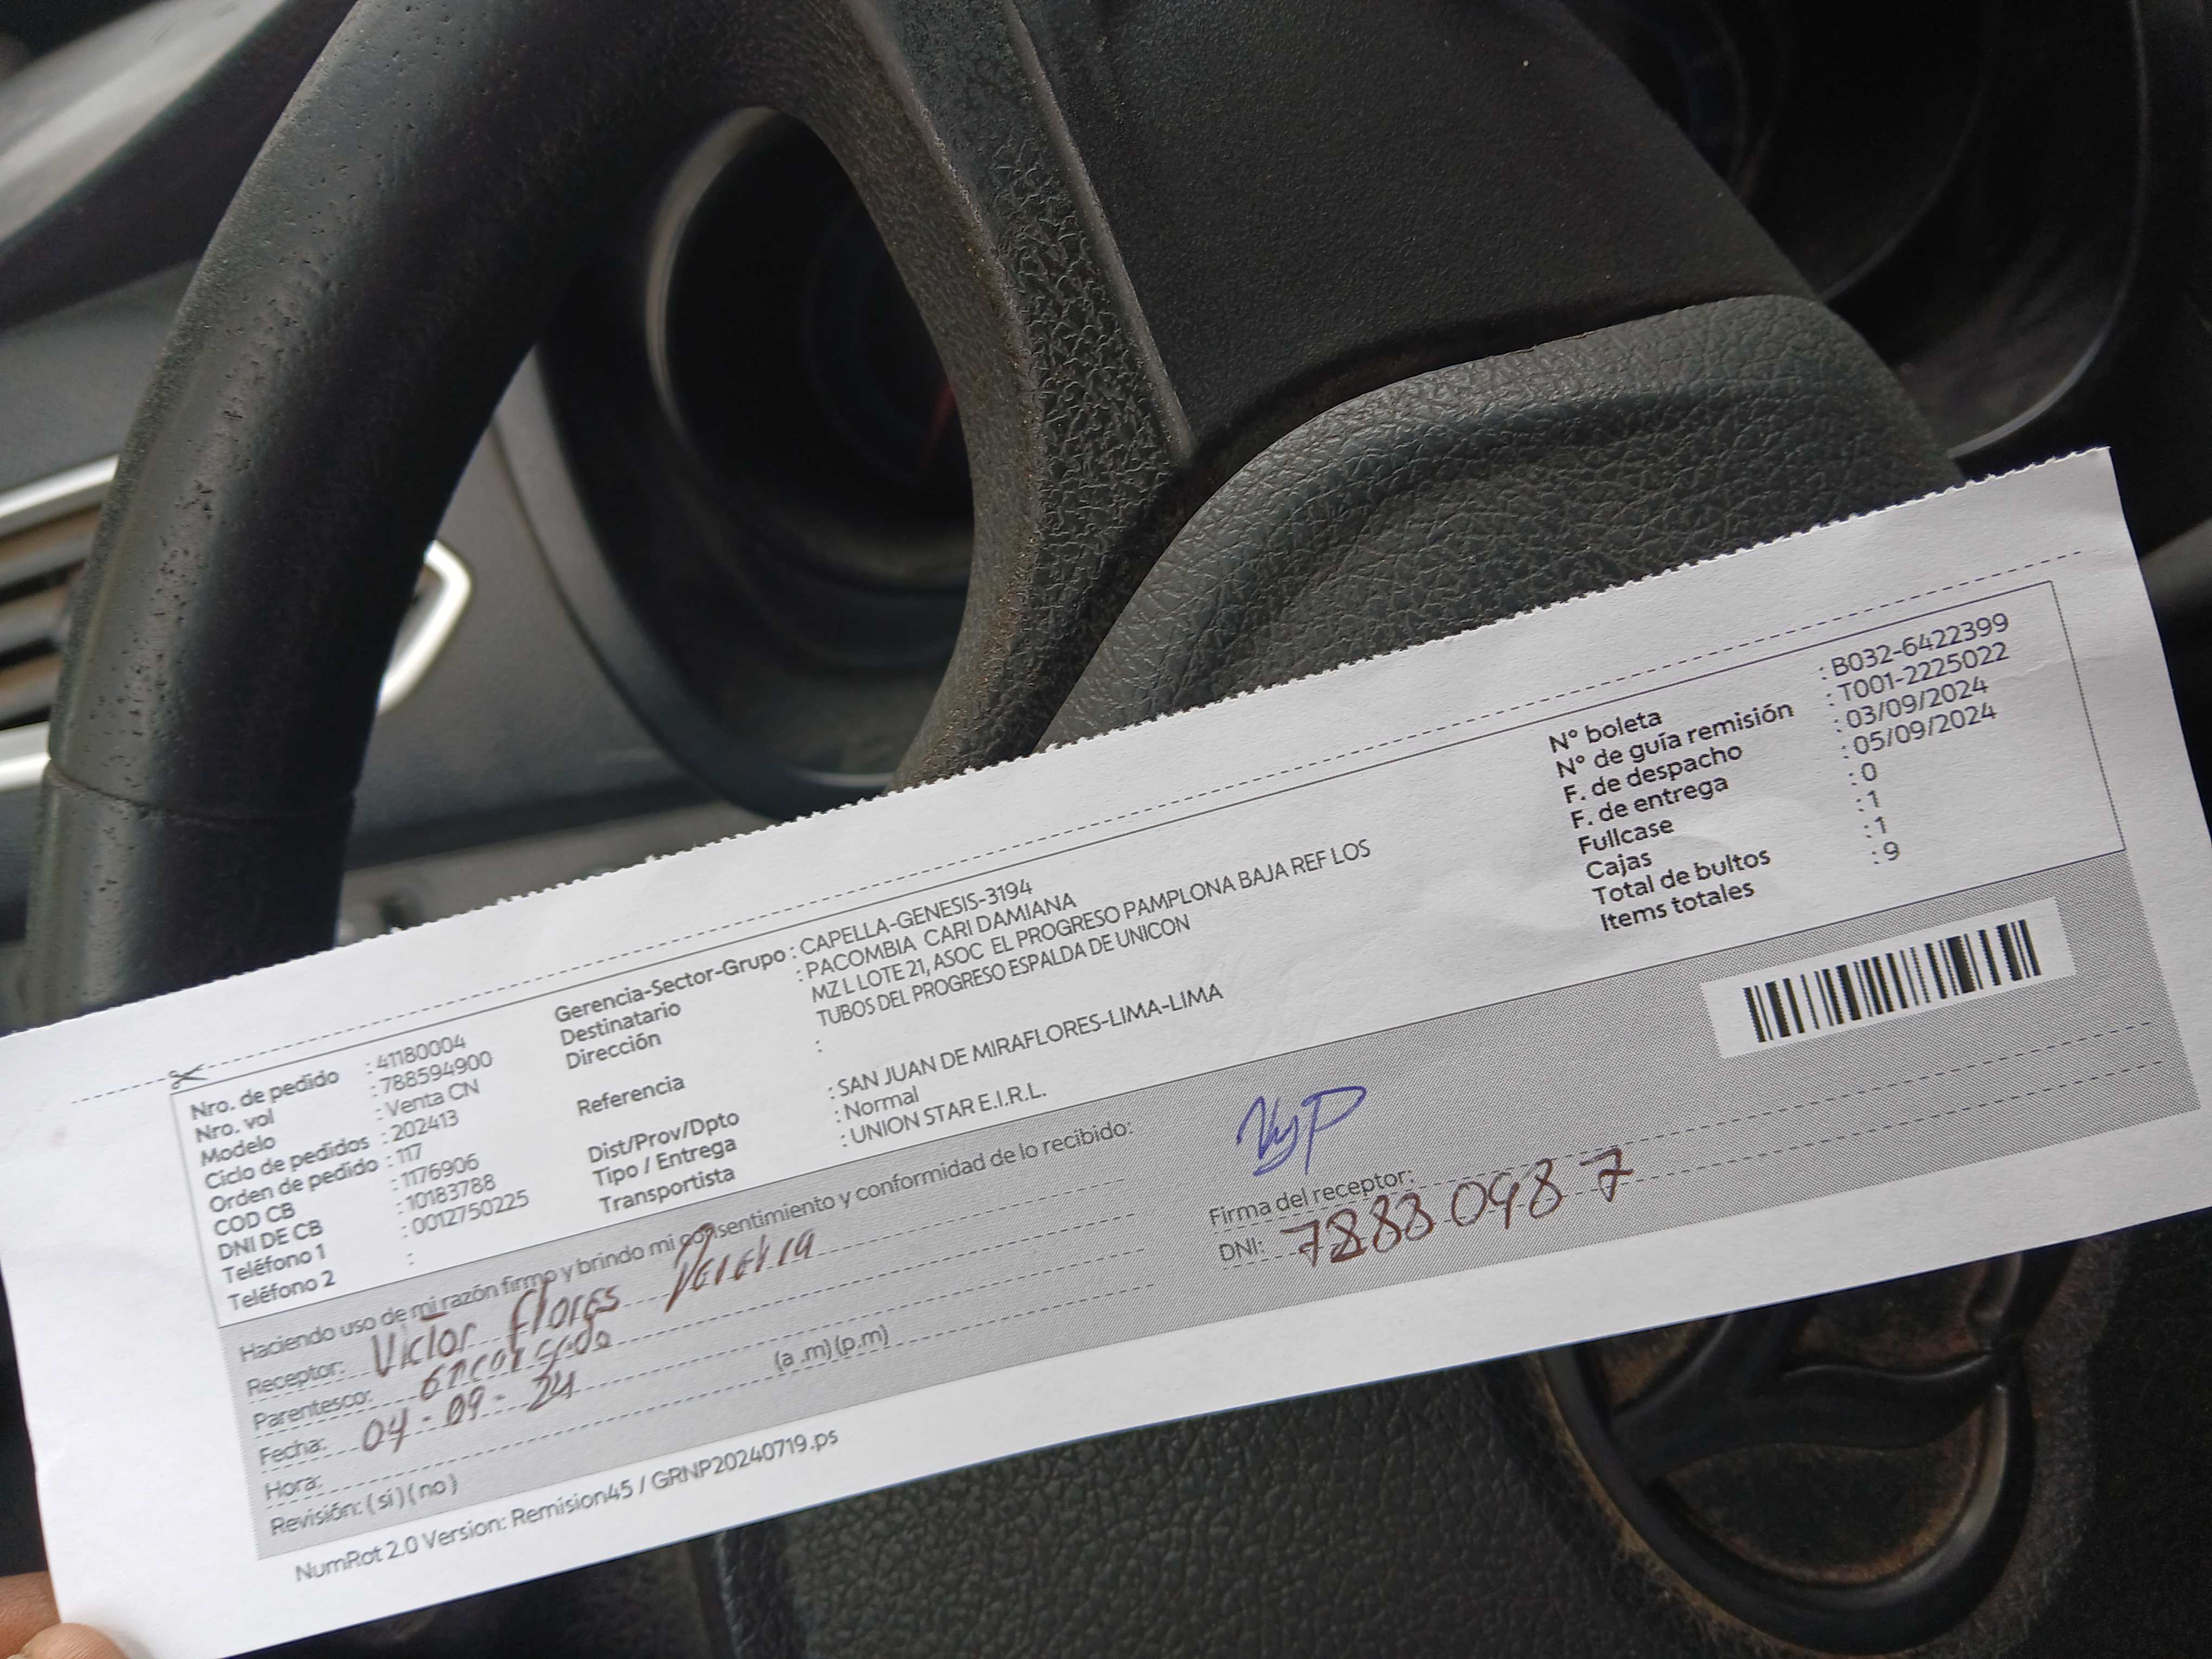 Nro. de pedido : 41180004
Nro. vol : 788594900
Modelo : Venta CN
Ciclo de pedidos : 202413
Orden de pedido : 117
COD CB : 1176906
DNI DE CB : 10183788
Teléfono 1 : 0012750225
Teléfono 2 :
Gerencia-Sector-Grupo : CAPELLA-GENESIS-3194
Destinatario : PACOMBIA CARI DAMIANA
Dirección MZ L LOTE 21, ASOC EL PROGRESO PAMPLONA BAJA REF LOS
TUBOS DEL PROGRESO ESPALDA DE UNICON
Referencia :
Dist/Prov/Dpto : SAN JUAN DE MIRAFLORES-LIMA-LIMA
Tipo / Entrega : Normal
Transportista : UNION STAR E.I.R.L.
N° boleta : B032-6422399
N° de guía remisión : T001-2225022
F. de despacho : 03/09/2024
F. de entrega : 05/09/2024
Fullcase : 0
Cajas : 1
Total de bultos : 1
Items totales : 9
Haciendo uso de mi razón firmo y brindo mi consentimiento y conformidad de lo recibido:
Receptor: Victor Flores Pereira
Parentesco: encargado
Fecha: 04-09-24
Hora: (a .m) (p.m)
Revisión: ( si ) ( no )
Firma del receptor:
DNI: 78830987
NumRot 2.0 Version: Remision45 / GRNP20240719.ps